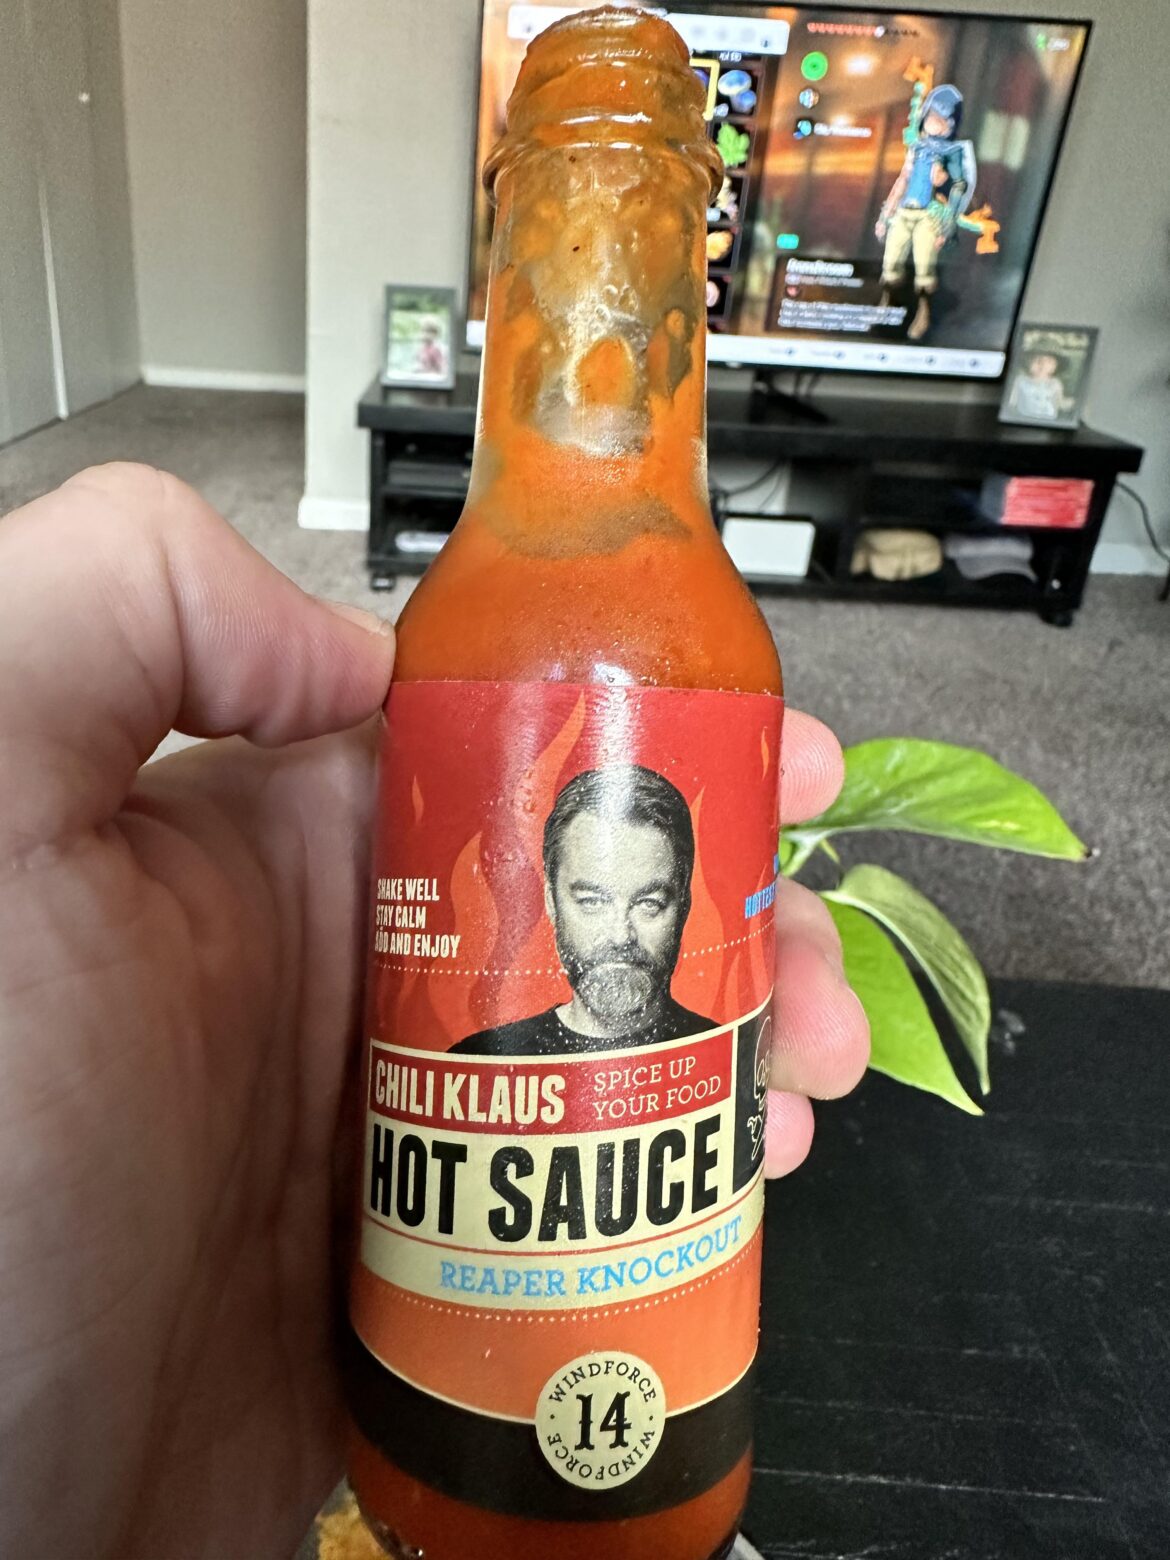 SHAKE WELL
STAY CALM
ADD AND ENJOY
HOTTEST
CHILI KLAUS
SPICE UP
YOUR FOOD
HOT SAUCE
REAPER KNOCKOUT
WINDFORCE
14
WINDFORCE